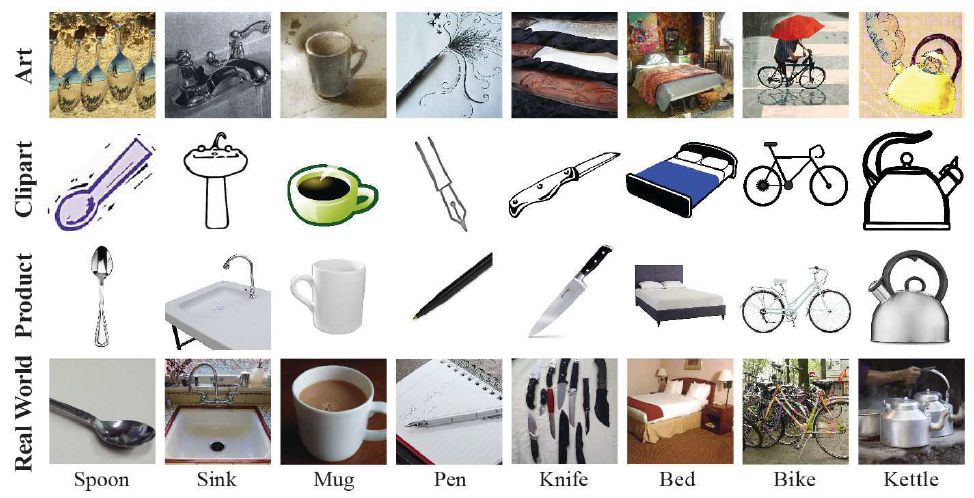 Art
Clipart
Product
Real World
Spoon
Sink
Mug
Pen
Knife
Bed
Bike
Kettle